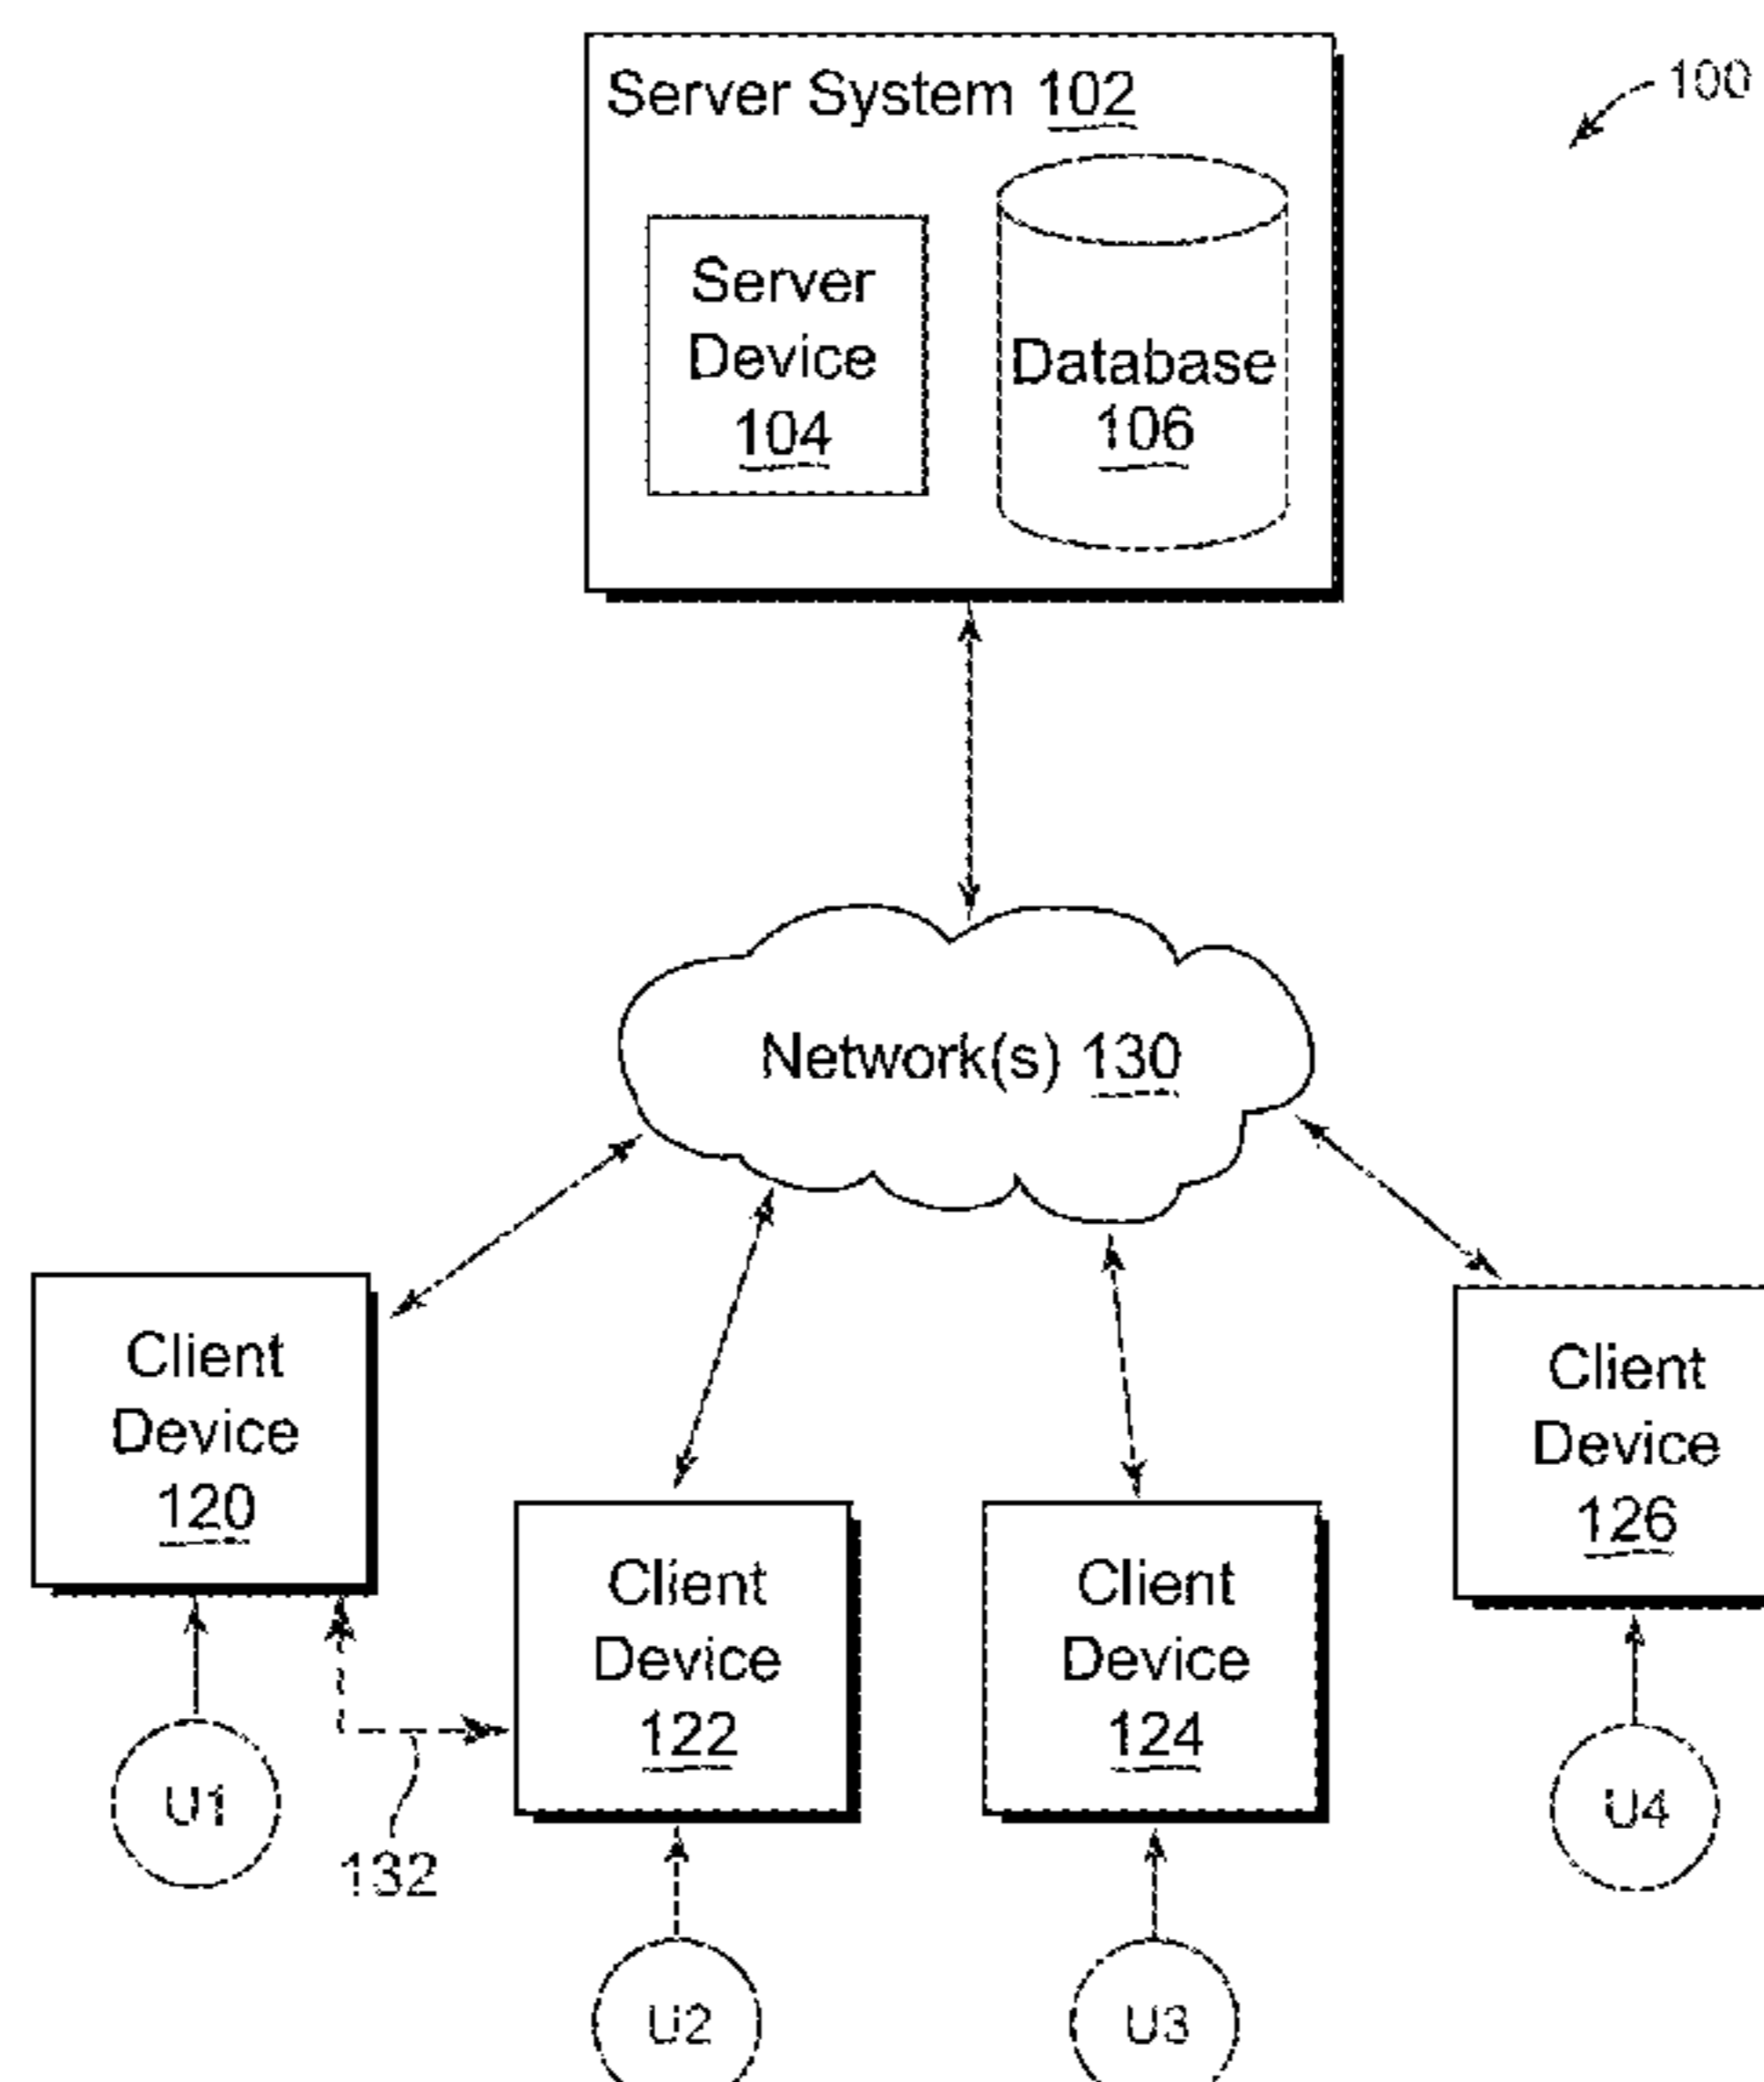 Server System 102
100
Server
Device
104
Database
106
Network(s) 130
Client
Device
120
Client
Device
126
Client
Device
122
Client
Device
124
U1
132
U4
U2
U3